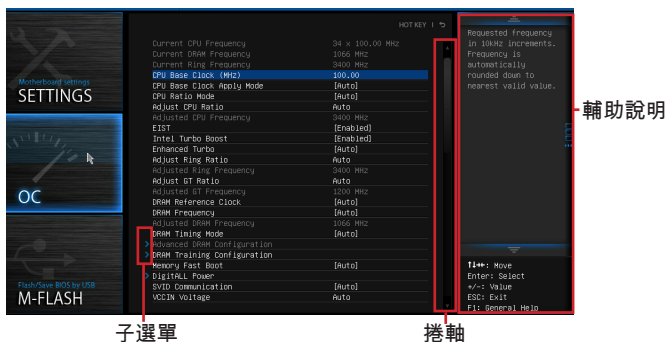 HOT KEY
Motherboard settings
SETTINGS
OC
Flash/Save BIOS by USB
M-FLASH
Current CPU Frequency 34 x 100.00 MHz
Current DRAM Frequency 1066 MHz
Current Ring Frequency 3400 MHz
CPU Base Clock (MHz) 100.00
CPU Base Clock Apply Mode [Auto]
CPU Ratio Mode [Auto]
Adjust CPU Ratio Auto
Adjusted CPU Frequency 3400 MHz
EIST [Enabled]
Intel Turbo Boost [Enabled]
Enhanced Turbo [Auto]
Adjust Ring Ratio Auto
Adjusted Ring Frequency 3400 MHz
Adjust GT Ratio Auto
Adjusted GT Frequency 1200 MHz
DRAM Reference Clock [Auto]
DRAM Frequency [Auto]
Adjusted DRAM Frequency 1066 MHz
DRAM Timing Mode [Auto]
Advanced DRAM Configuration
DRAM Training Configuration
Memory Fast Boot [Auto]
DigitALL Power
SVID Communication [Auto]
VCCIN Voltage Auto
Requested frequency
in 10kHz increments.
Frequency is
automatically
rounded down to
nearest valid value.
↑↓→←: Move
Enter: Select
+/-: Value
ESC: Exit
F1: General Help
輔助說明
子選單
捲軸